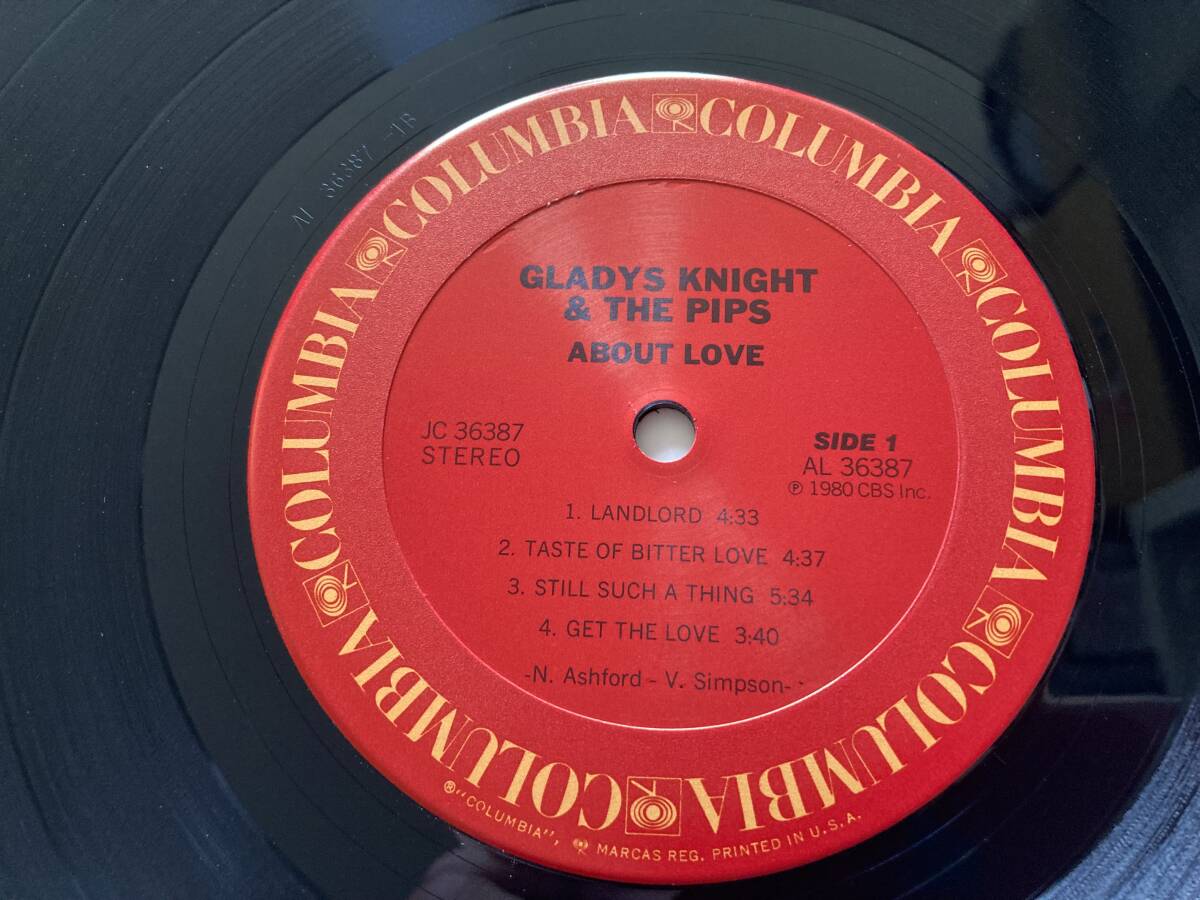 AL 36387 -1B
COLUMBIA COLUMBIA COLUMBIA COLUMBIA COLUMBIA COLUMBIA COLUMBIA COLUMBIA
GLADYS KNIGHT
& THE PIPS
ABOUT LOVE
JC 36387
STEREO
SIDE 1
AL 36387
℗ 1980 CBS Inc.
1. LANDLORD 4:33
2. TASTE OF BITTER LOVE 4:37
3. STILL SUCH A THING 5:34
4. GET THE LOVE 3:40
-N. Ashford - V. Simpson-
®"COLUMBIA", MARCAS REG. PRINTED IN U.S.A.